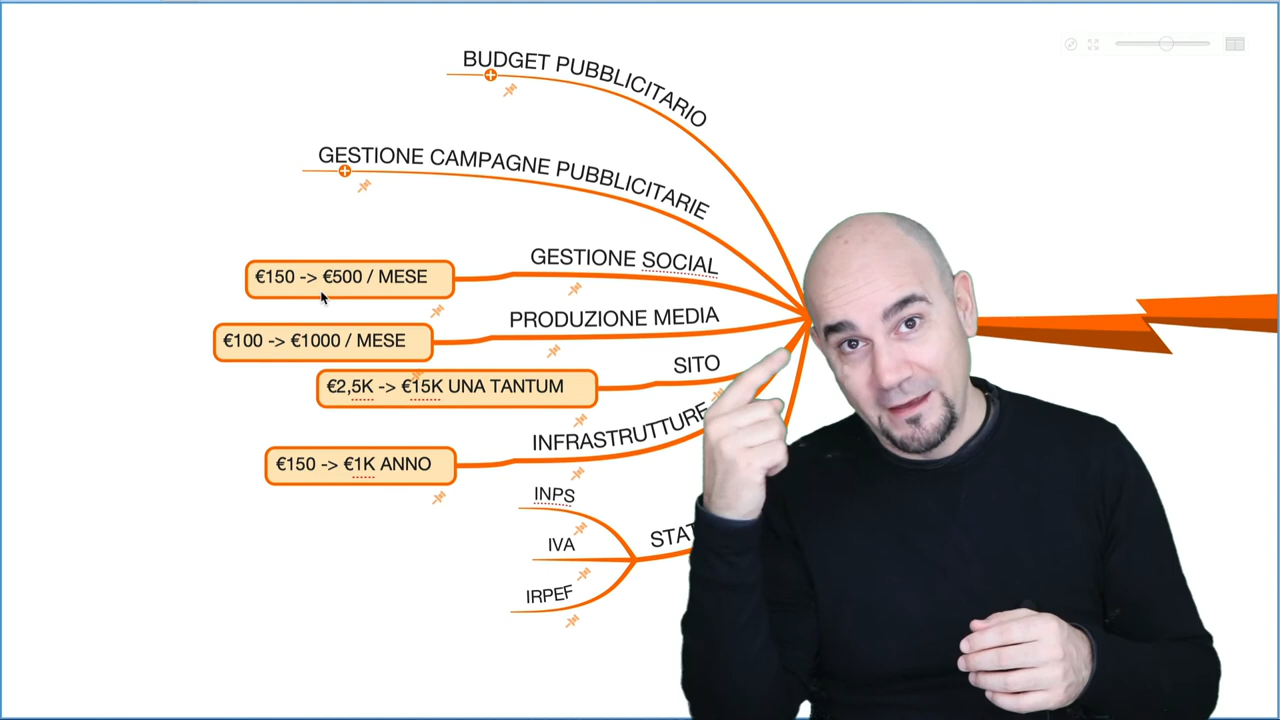 BUDGET PUBBLICITARIO
GESTIONE CAMPAGNE PUBBLICITARIE
GESTIONE SOCIAL
€150 -> €500 / MESE
PRODUZIONE MEDIA
€100 -> €1000 / MESE
SITO
€2,5K -> €15K UNA TANTUM
INFRASTRUTTURE
€150 -> €1K ANNO
INPS
IVA
STAT
IRPEF